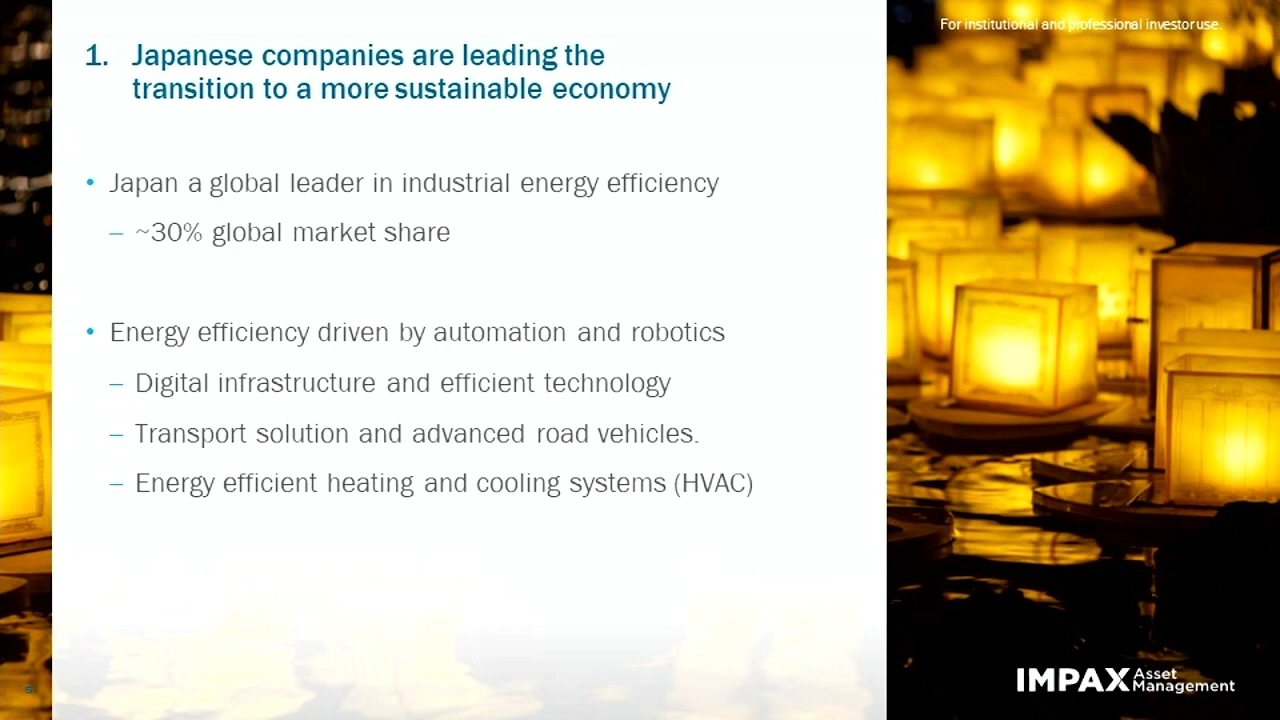 For institutional and professional investor use.
1. Japanese companies are leading the
transition to a more sustainable economy
• Japan a global leader in industrial energy efficiency
– ~30% global market share
• Energy efficiency driven by automation and robotics
– Digital infrastructure and efficient technology
– Transport solution and advanced road vehicles.
– Energy efficient heating and cooling systems (HVAC)
IMPAX Asset
Management